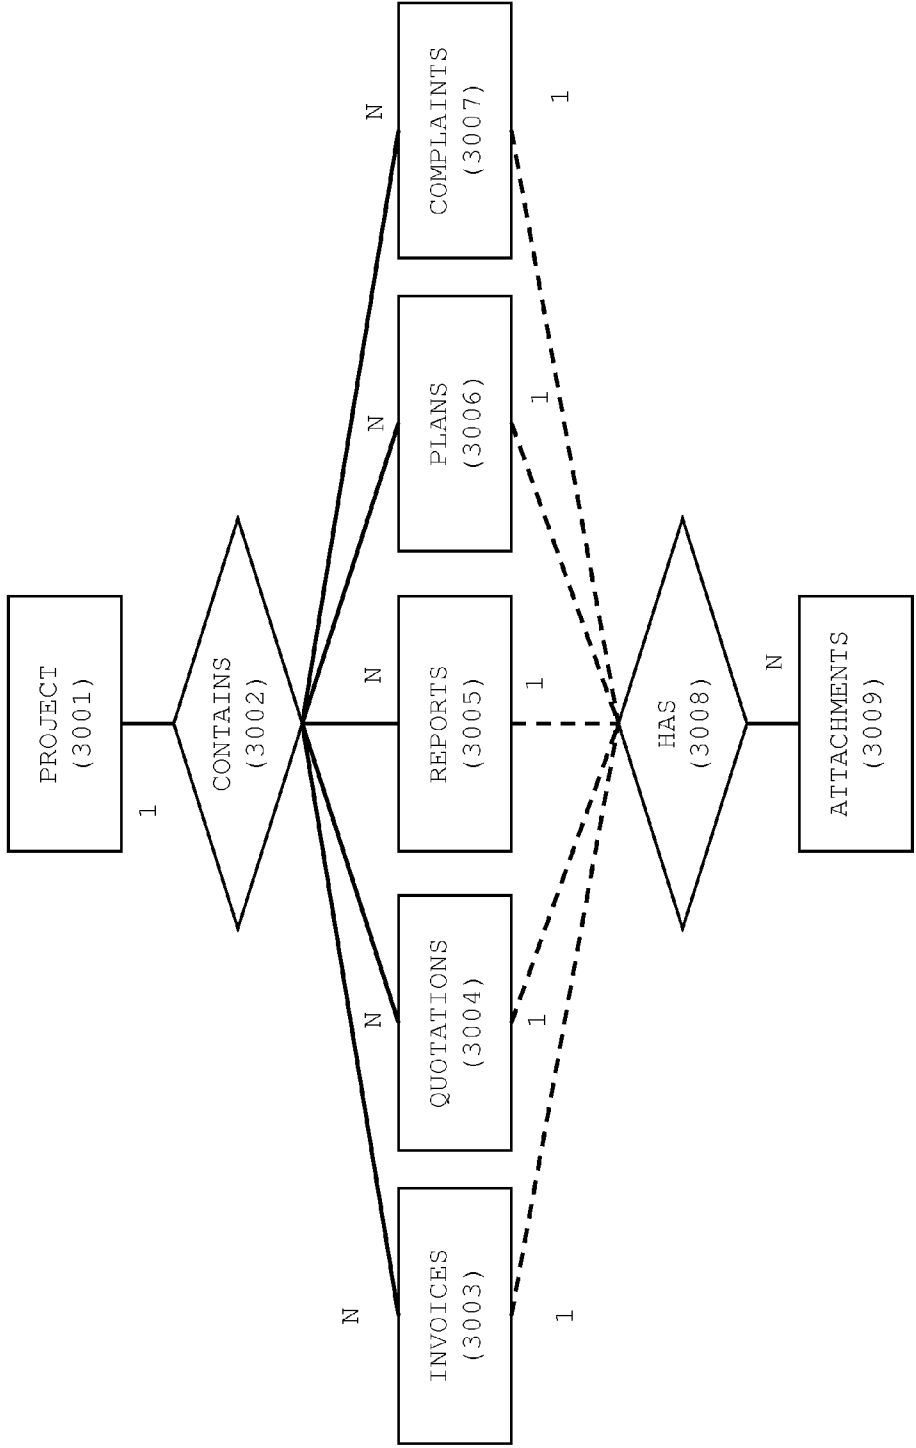 PROJECT
(3001)
1
CONTAINS
(3002)
N
N
N
N
N
INVOICES
(3003)
QUOTATIONS
(3004)
REPORTS
(3005)
PLANS
(3006)
COMPLAINTS
(3007)
1
1
1
1
1
HAS
(3008)
N
ATTACHMENTS
(3009)